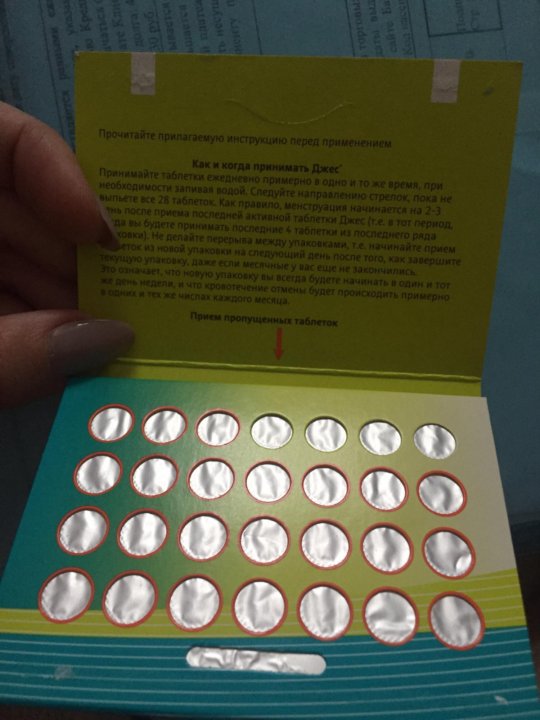 Прочитайте прилагаемую инструкцию перед применением
Как и когда принимать Джес®
Принимайте таблетки ежедневно примерно в одно и то же время, при
необходимости запивая водой. Следуйте направлению стрелок, пока не
выпьете все 28 таблеток. Как правило, менструация начинается на 2-3
день после приема последней активной таблетки Джес (т.е. в тот период,
вы будете принимать последние 4 таблетки из последнего ряда
Не делайте перерыва между упаковками, т.е. начинайте прием
из новой упаковки на следующий день после того, как завершите
текущую упаковку, даже если месячные у вас еще не закончились.
Это означает, что новую упаковку вы всегда будете начинать в один и тот
же день недели, и что кровотечение отмены будет происходить примерно
в одних и тех же числах каждого месяца.
Прием пропущенных таблеток